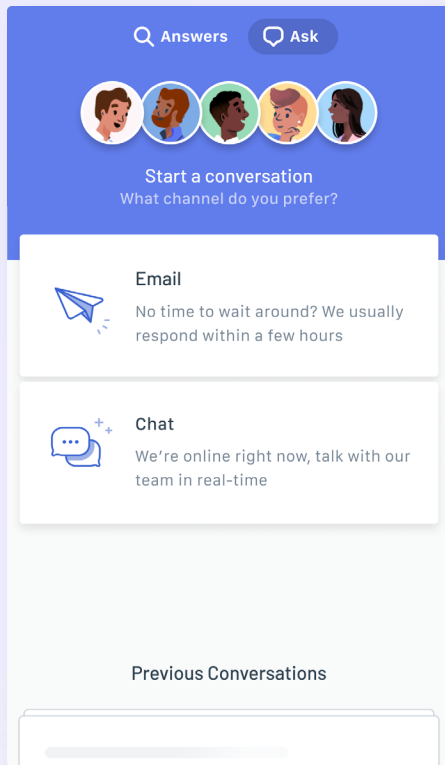 Answers
Ask
Start a conversation
What channel do you prefer?
Email
No time to wait around? We usually
respond within a few hours
Chat
We’re online right now, talk with our
team in real-time
Previous Conversations